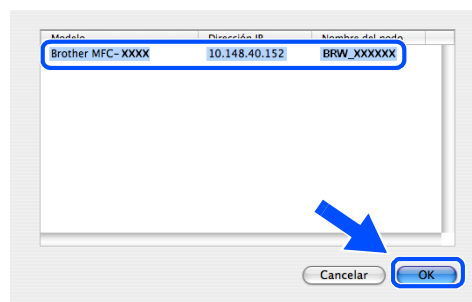 Modelo Dirección IP Nombre del nodo
Brother MFC-XXXX 10.148.40.152 BRW_XXXXXX
Cancelar OK